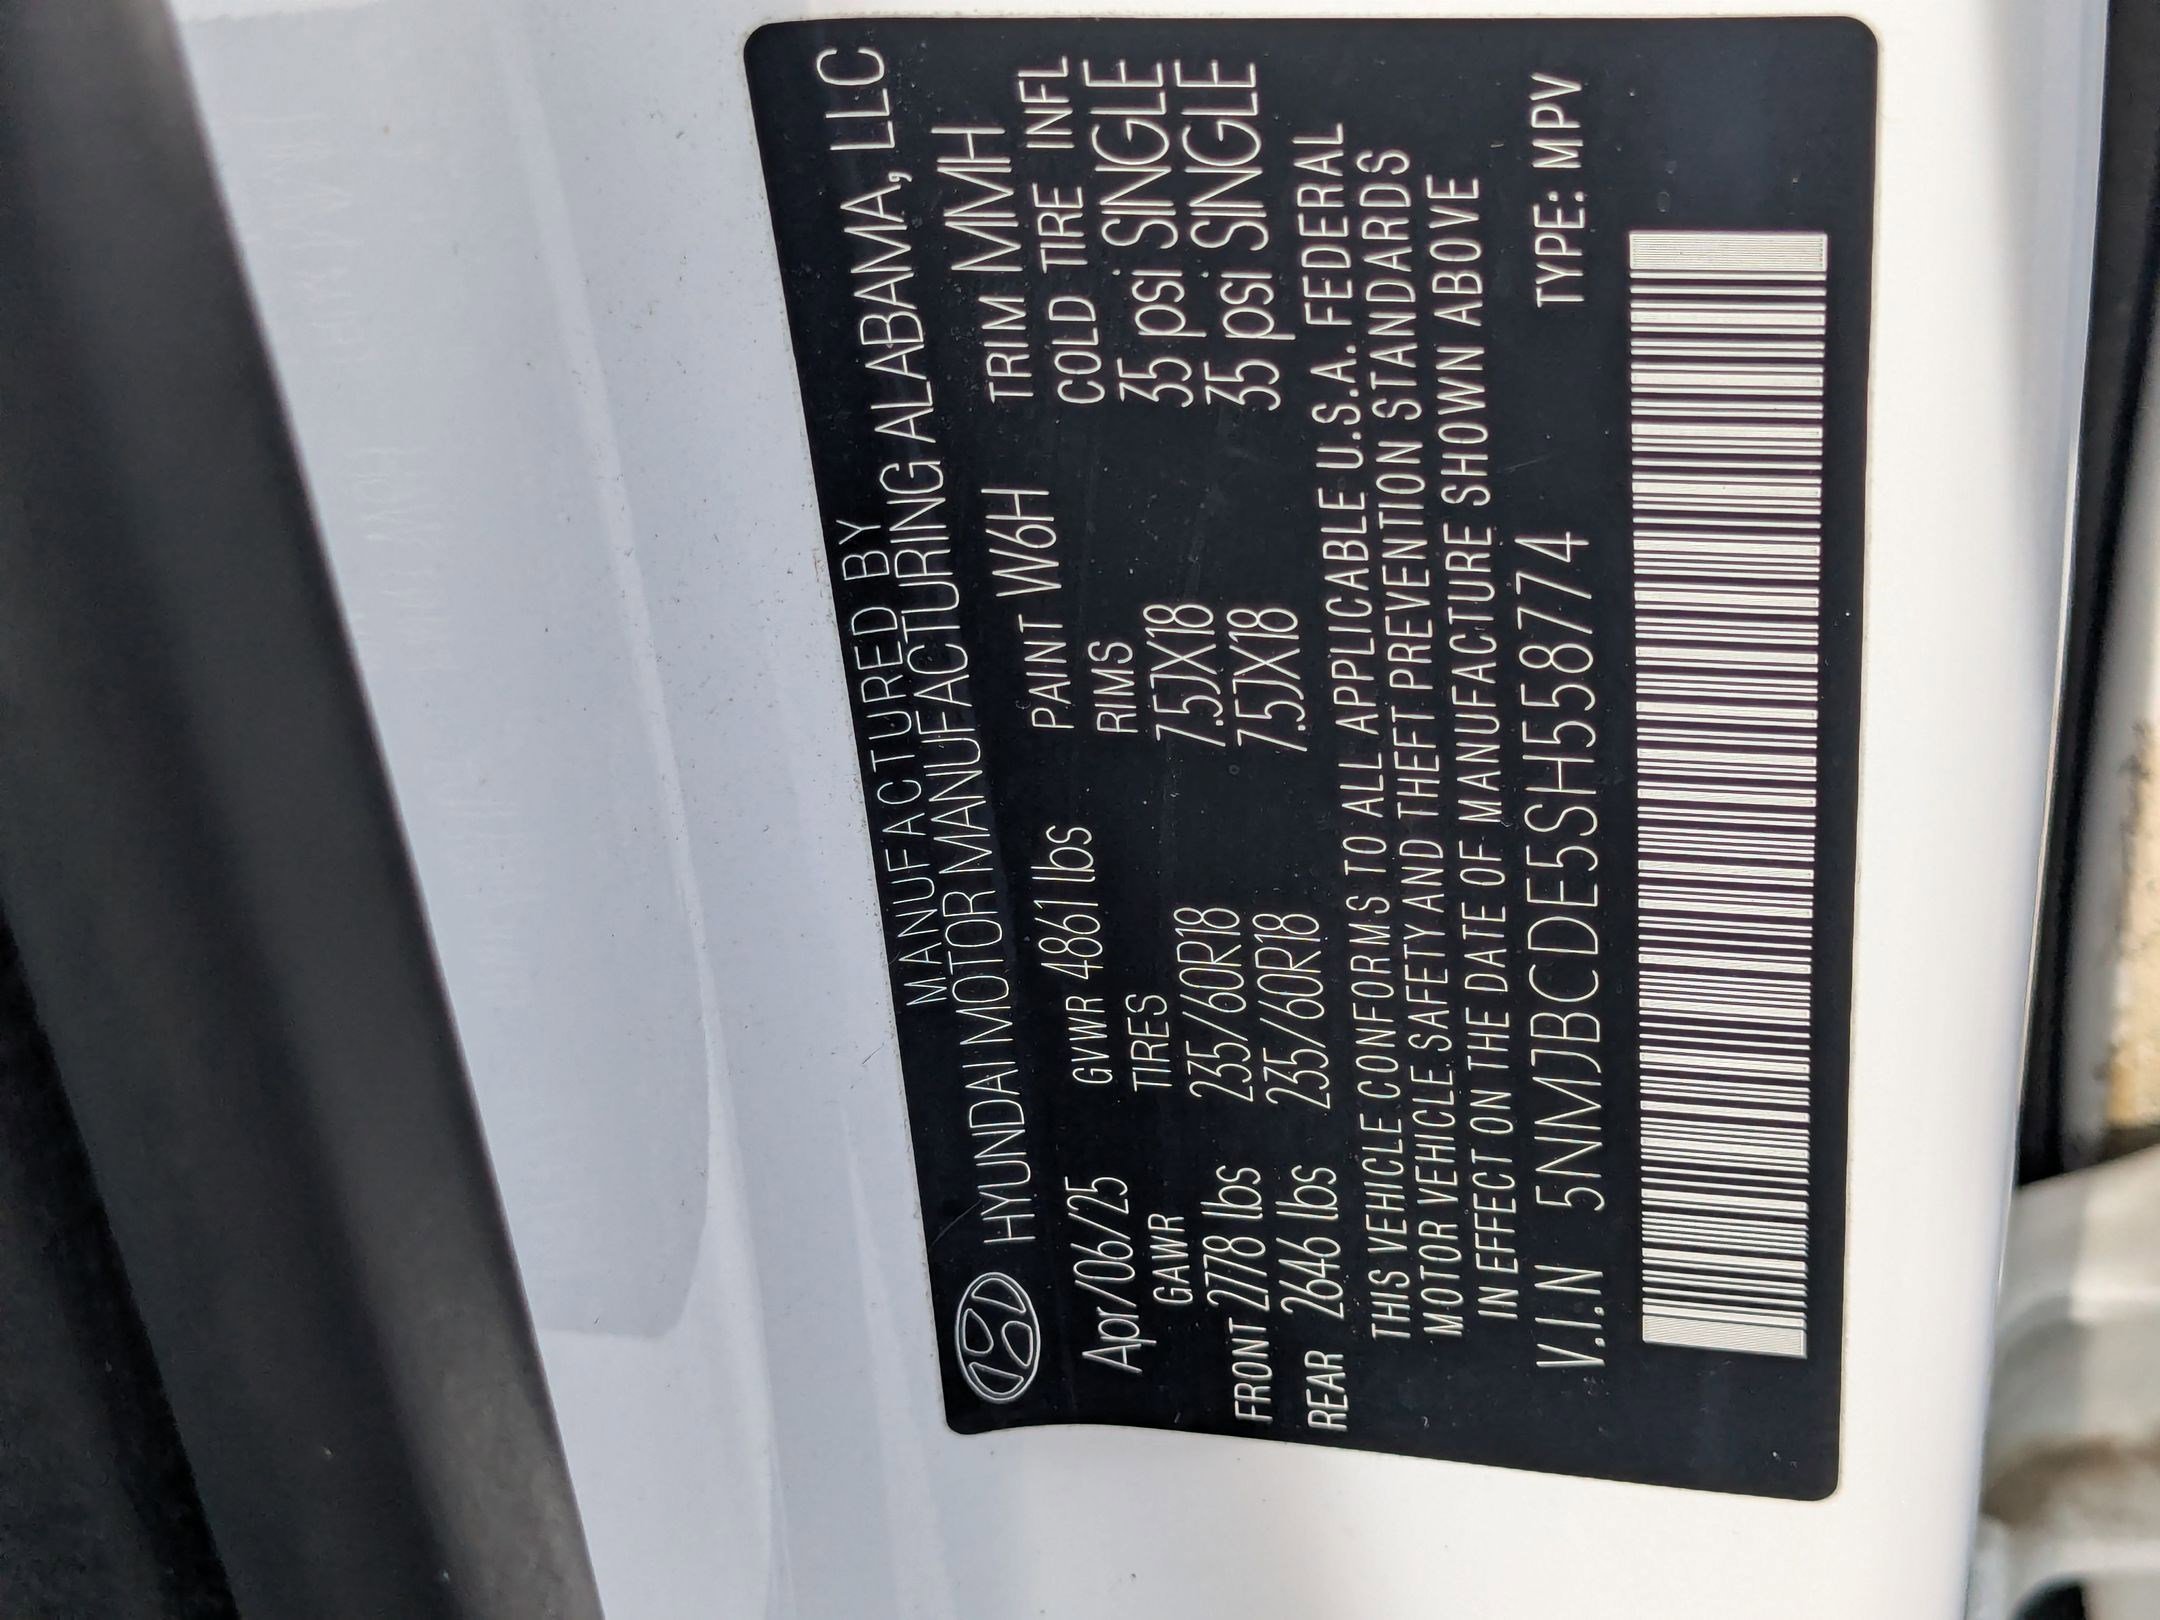 MANUFACTURED BY
HYUNDAI MOTOR MANUFACTURING ALABAMA, LLC
Apr/06/25 GVWR 4861 lbs PAINT W6H TRIM MMH
GAWR TIRES RIMS COLD TIRE INFL
FRONT 2778 lbs 235/60R18 7.5JX18 35 psi SINGLE
REAR 2646 lbs 235/60R18 7.5JX18 35 psi SINGLE
THIS VEHICLE CONFORMS TO ALL APPLICABLE U.S.A. FEDERAL
MOTOR VEHICLE SAFETY AND THEFT PREVENTION STANDARDS
IN EFFECT ON THE DATE OF MANUFACTURE SHOWN ABOVE
V.I.N 5NMJBCDE5SH558774 TYPE: MPV